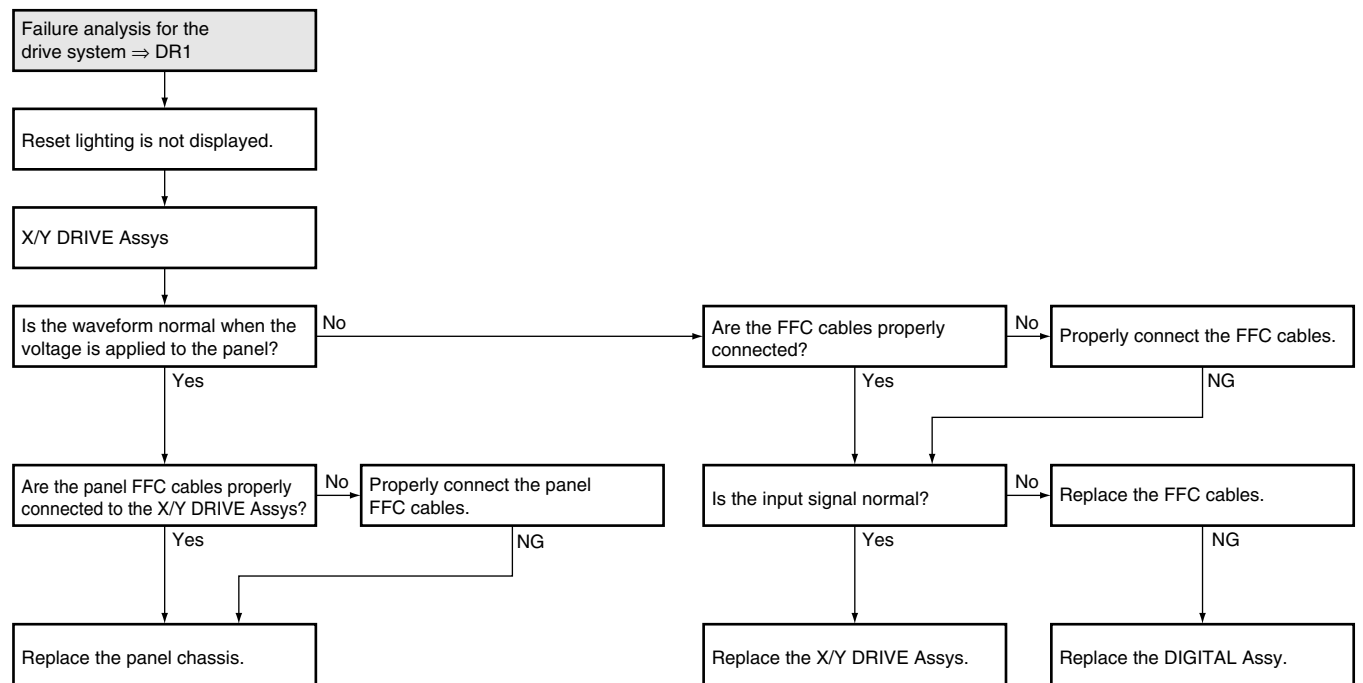 Failure analysis for the
drive system ⇒ DR1
Reset lighting is not displayed.
X/Y DRIVE Assys
Is the waveform normal when the
voltage is applied to the panel?
No
Yes
Are the FFC cables properly
connected?
No
Yes
Properly connect the FFC cables.
NG
Are the panel FFC cables properly
connected to the X/Y DRIVE Assys?
No
Yes
Properly connect the panel
FFC cables.
NG
Is the input signal normal?
No
Yes
Replace the FFC cables.
NG
Replace the panel chassis.
Replace the X/Y DRIVE Assys.
Replace the DIGITAL Assy.